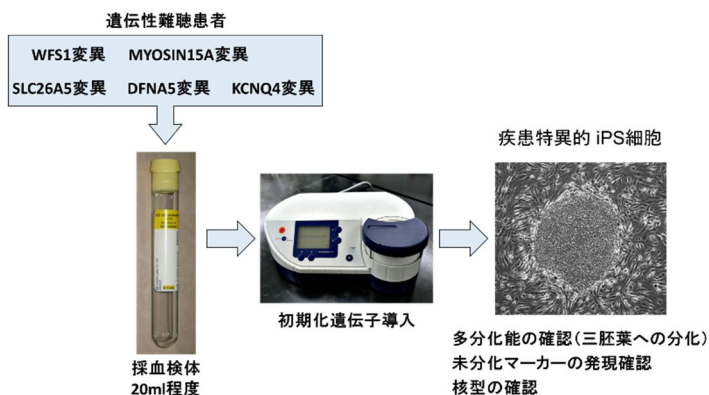 遺伝性難聴患者
WFS1変異 MYOSIN15A変異
SLC26A5変異 DFNA5変異 KCNQ4変異
疾患特異的 iPS細胞
初期化遺伝子導入
採血検体
20ml程度
多分化能の確認(三胚葉への分化)
未分化マーカーの発現確認
核型の確認